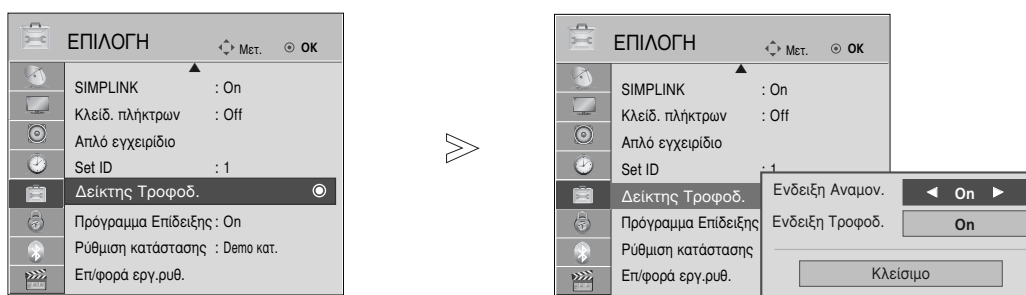 ΕΠΙΛΟΓΗ Μετ. OK
SIMPLINK : On
Κλείδ. πλήκτρων : Off
Απλό εγχειρίδιο
Set ID : 1
Δείκτης Τροφοδ.
Πρόγραμμα Επίδειξης : On
Ρύθμιση κατάστασης : Demo κατ.
Επ/φορά εργ.ρυθ.
ΕΠΙΛΟΓΗ Μετ. OK
SIMPLINK : On
Κλείδ. πλήκτρων : Off
Απλό εγχειρίδιο
Set ID : 1
Δείκτης Τροφοδ.
Πρόγραμμα Επίδειξης
Ρύθμιση κατάστασης
Επ/φορά εργ.ρυθ.
Ενδειξη Αναμον. ◄ On ►
Ενδειξη Τροφοδ. On
Κλείσιμο